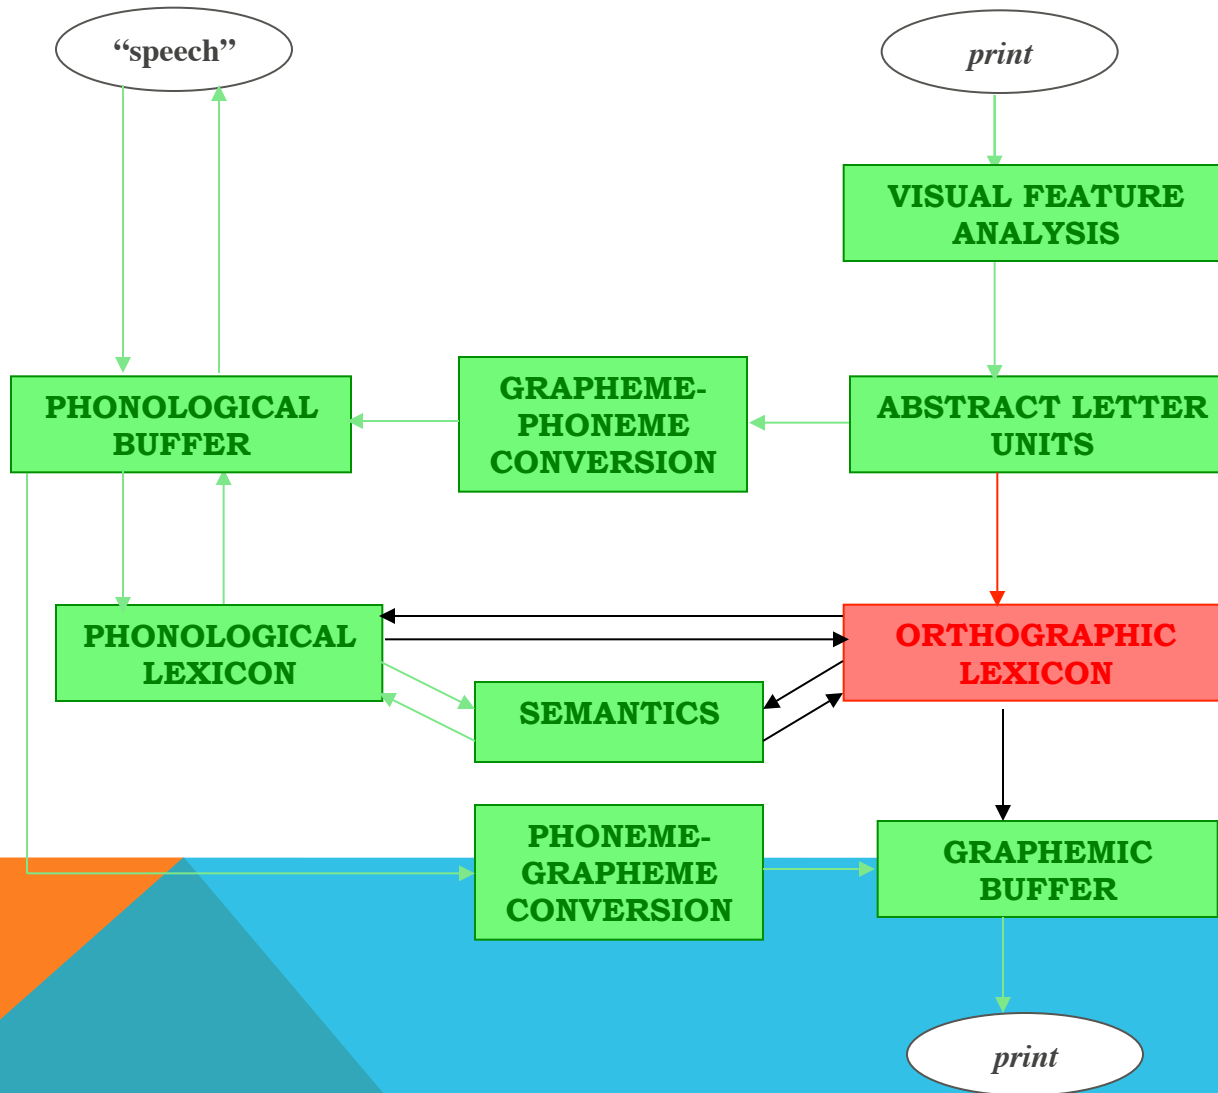 “speech”
print
VISUAL FEATURE
ANALYSIS
PHONOLOGICAL
BUFFER
GRAPHEME-
PHONEME
CONVERSION
ABSTRACT LETTER
UNITS
PHONOLOGICAL
LEXICON
SEMANTICS
ORTHOGRAPHIC
LEXICON
PHONEME-
GRAPHEME
CONVERSION
GRAPHEMIC
BUFFER
print